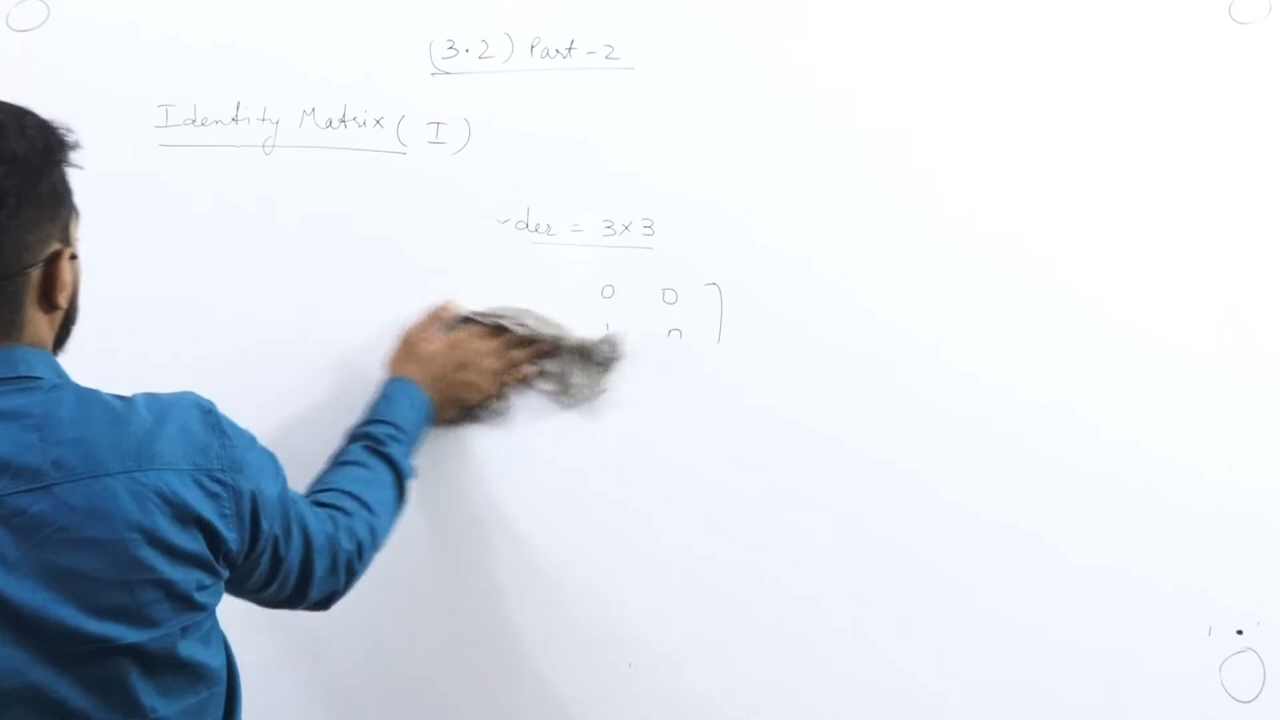 (3.2) Part-2
Identity Matrix (I)
der = 3×3
0 0 ]